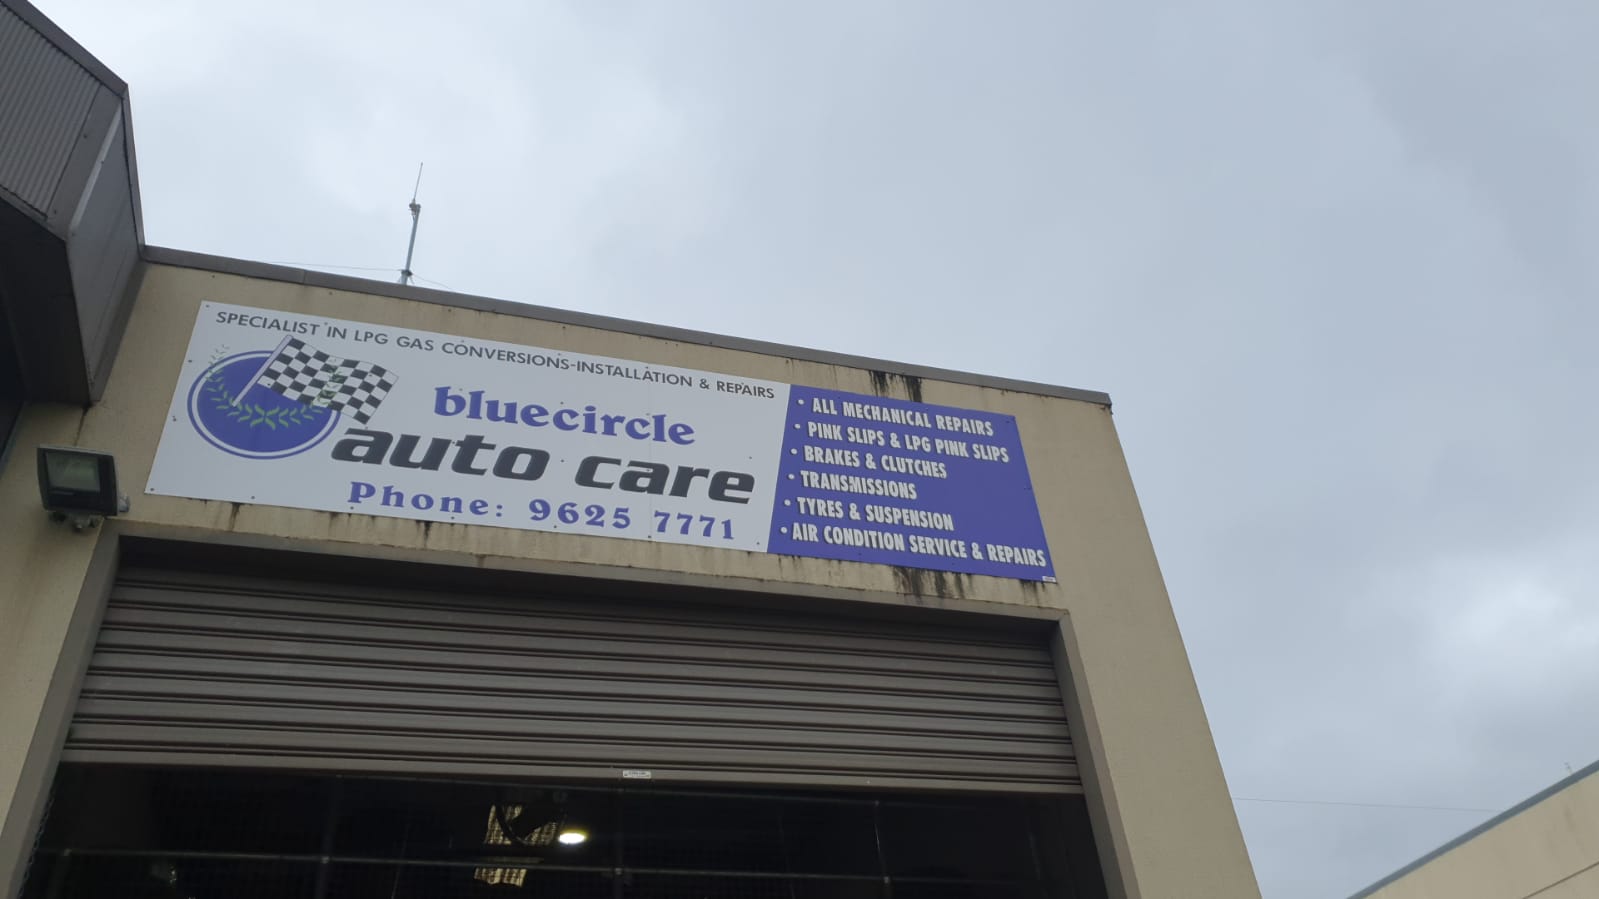 SPECIALIST IN LPG GAS CONVERSIONS-INSTALLATION & REPAIRS
bluecircle
auto care
Phone: 9625 7771
• ALL MECHANICAL REPAIRS
• PINK SLIPS & LPG PINK SLIPS
• BRAKES & CLUTCHES
• TRANSMISSIONS
• TYRES & SUSPENSION
• AIR CONDITION SERVICE & REPAIRS